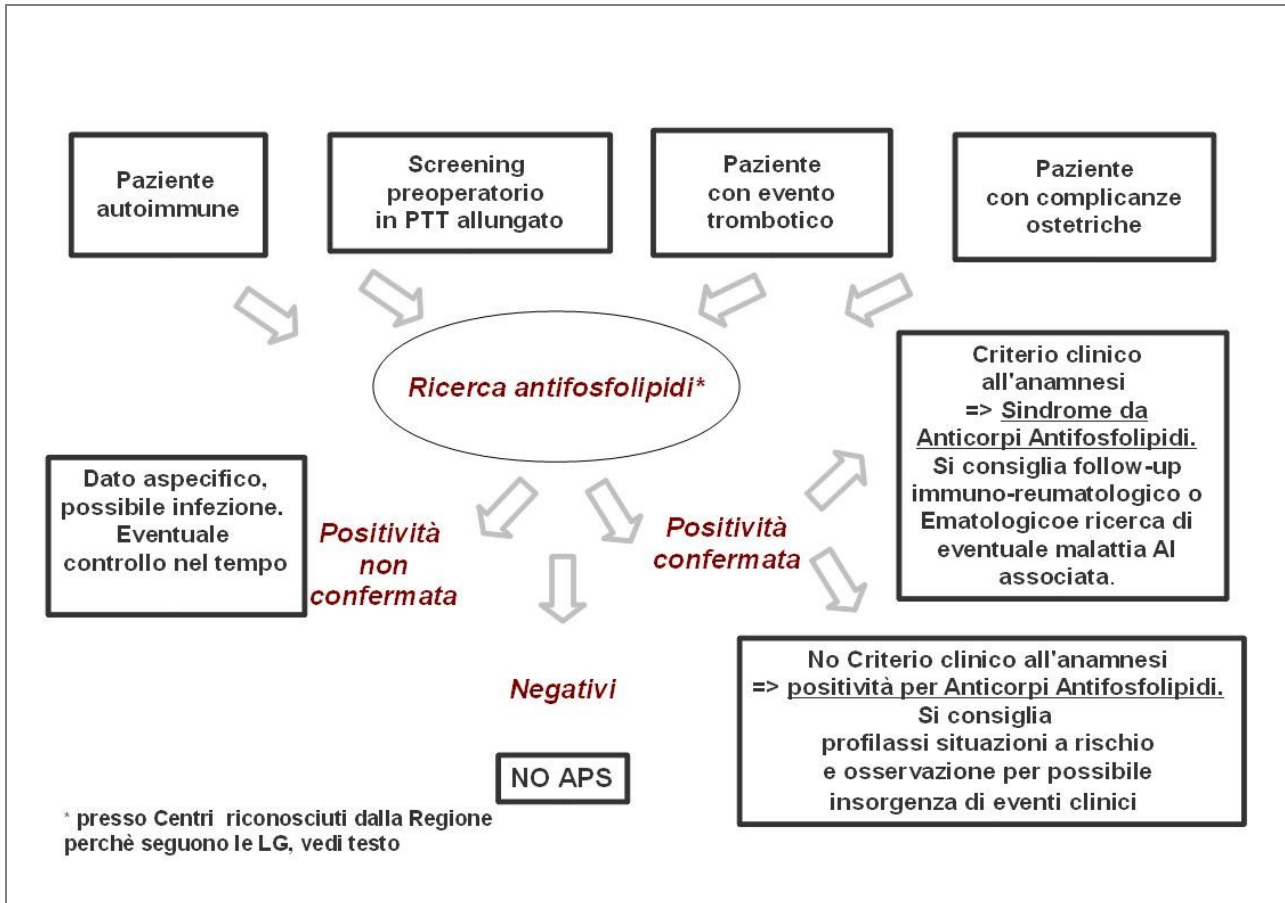 Paziente
autoimmune
Screening
preoperatorio
in PTT allungato
Paziente
con evento
trombotico
Paziente
con complicanze
ostetriche
Ricerca antifosfolipidi*
Criterio clinico
all'anamnesi
=> Sindrome da
Anticorpi Antifosfolipidi.
Si consiglia follow-up
immuno-reumatologico o
Ematologicoe ricerca di
eventuale malattia AI
associata.
Dato aspecifico,
possibile infezione.
Eventuale
controllo nel tempo
Positività
non
confermata
Positività
confermata
Negativi
NO APS
No Criterio clinico all'anamnesi
=> positività per Anticorpi Antifosfolipidi.
Si consiglia
profilassi situazioni a rischio
e osservazione per possibile
insorgenza di eventi clinici
* presso Centri riconosciuti dalla Regione
perchè seguono le LG, vedi testo